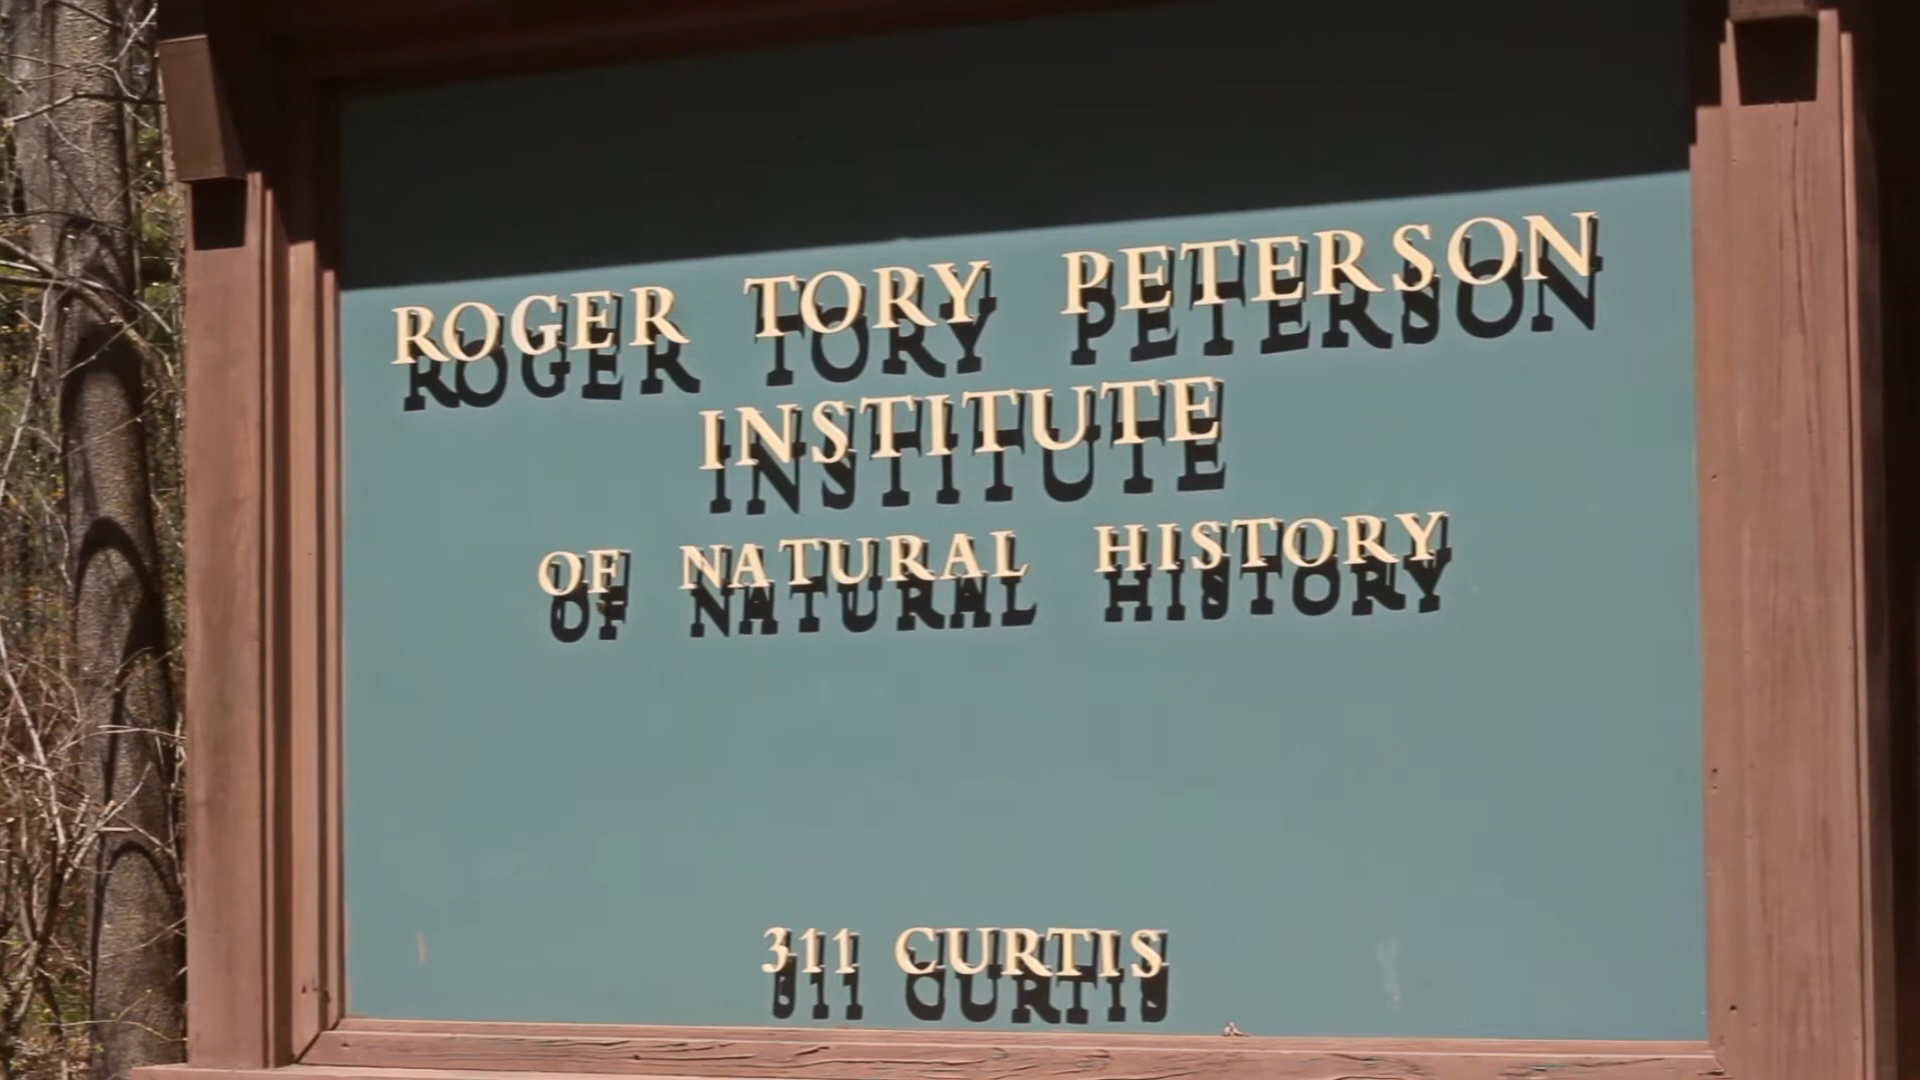 ROGER TORY PETERSON
INSTITUTE
OF NATURAL HISTORY
311 CURTIS